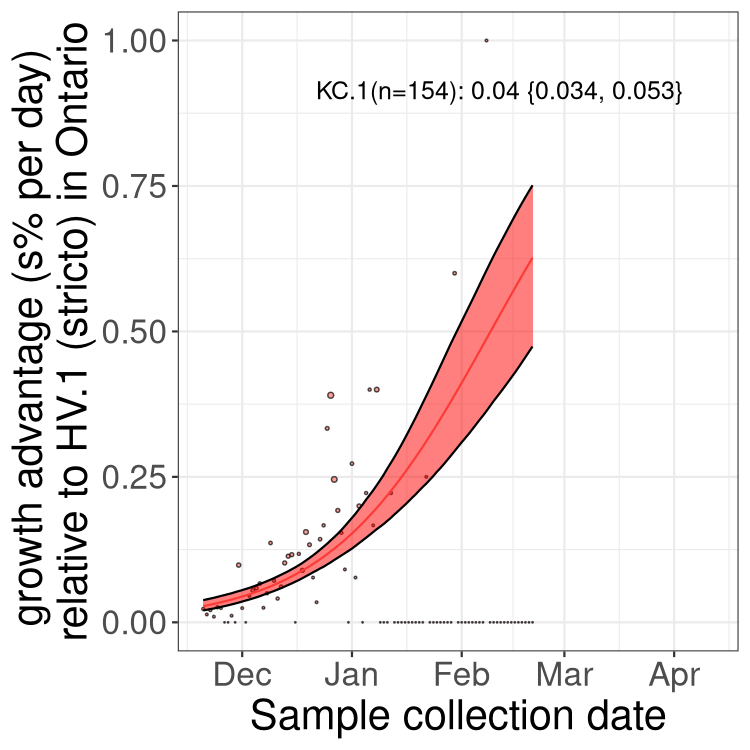 growth advantage (s% per day)
relative to HV.1 (stricto) in Ontario
1.00
0.75
0.50
0.25
0.00
KC.1(n=154): 0.04 {0.034, 0.053}
Dec Jan Feb Mar Apr
Sample collection date